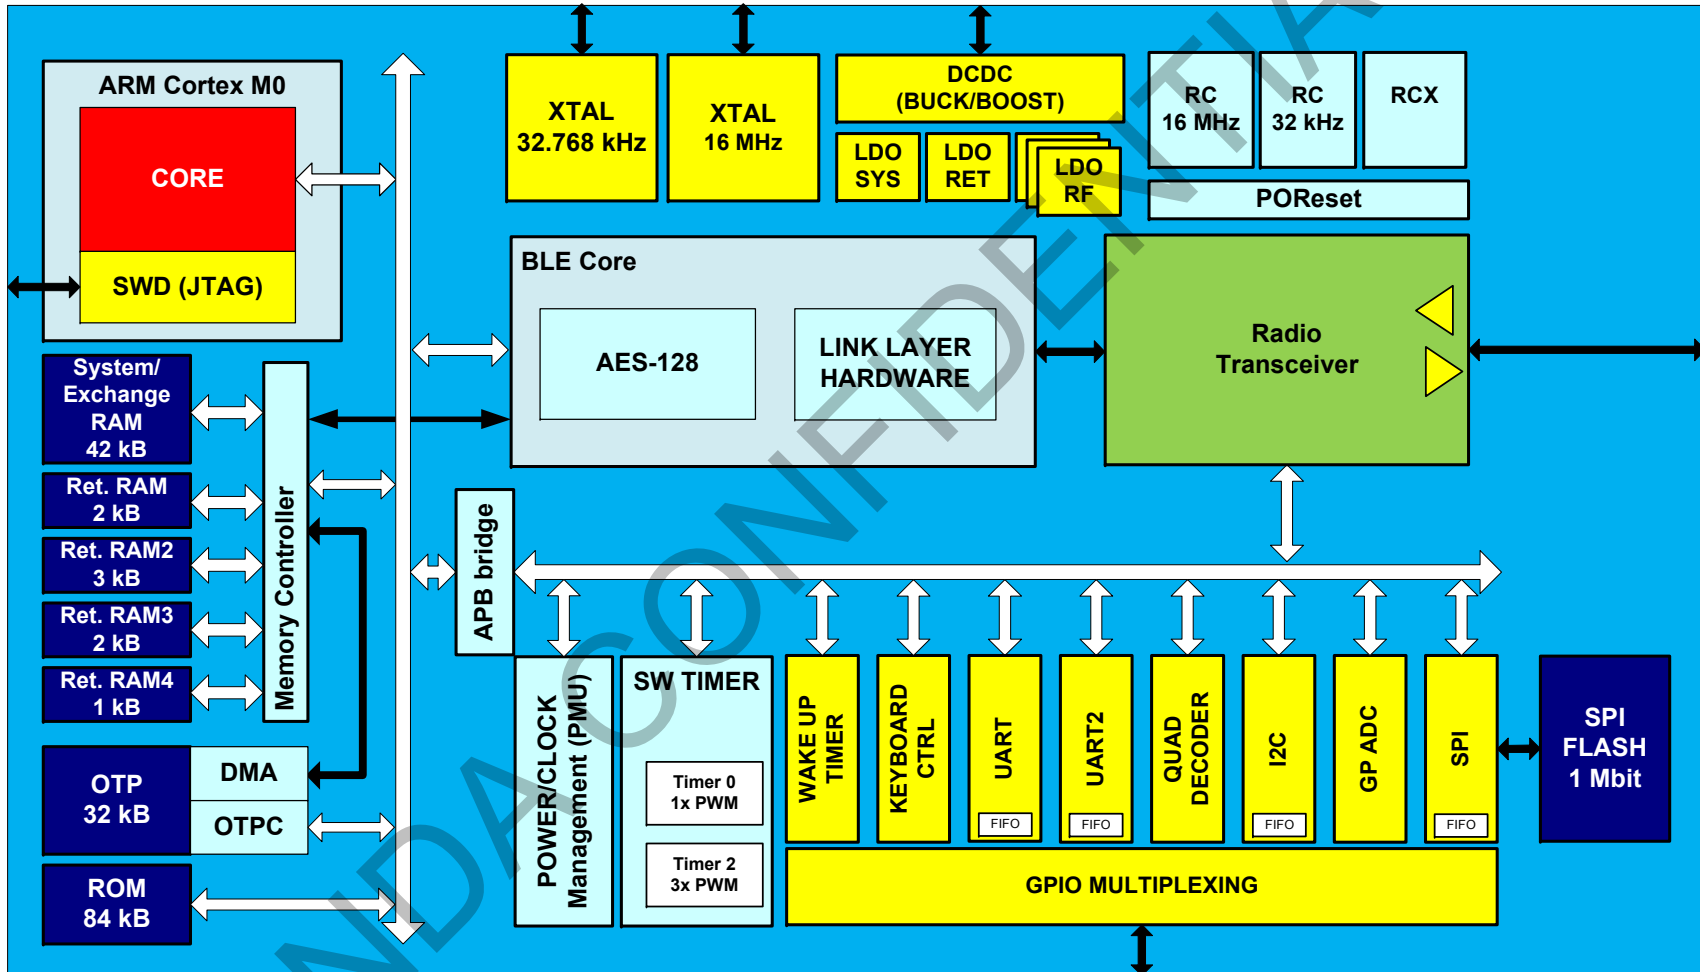 ARM Cortex M0
CORE
SWD (JTAG)
XTAL
32.768 kHz
XTAL
16 MHz
DCDC
(BUCK/BOOST)
LDO
SYS
LDO
RET
LDO
RF
RC
16 MHz
RC
32 kHz
RCX
POReset
BLE Core
AES-128
LINK LAYER
HARDWARE
Radio
Transceiver
System/
Exchange
RAM
42 kB
Ret. RAM
2 kB
Ret. RAM2
3 kB
Ret. RAM3
2 kB
Ret. RAM4
1 kB
Memory Controller
OTP
32 kB
DMA
OTPC
ROM
84 kB
APB bridge
POWER/CLOCK
Management (PMU)
SW TIMER
Timer 0
1x PWM
Timer 2
3x PWM
WAKE UP
TIMER
KEYBOARD
CTRL
UART
FIFO
UART2
FIFO
QUAD
DECODER
I2C
FIFO
GP ADC
SPI
FIFO
SPI
FLASH
1 Mbit
GPIO MULTIPLEXING
NDA CONFIDENTIA